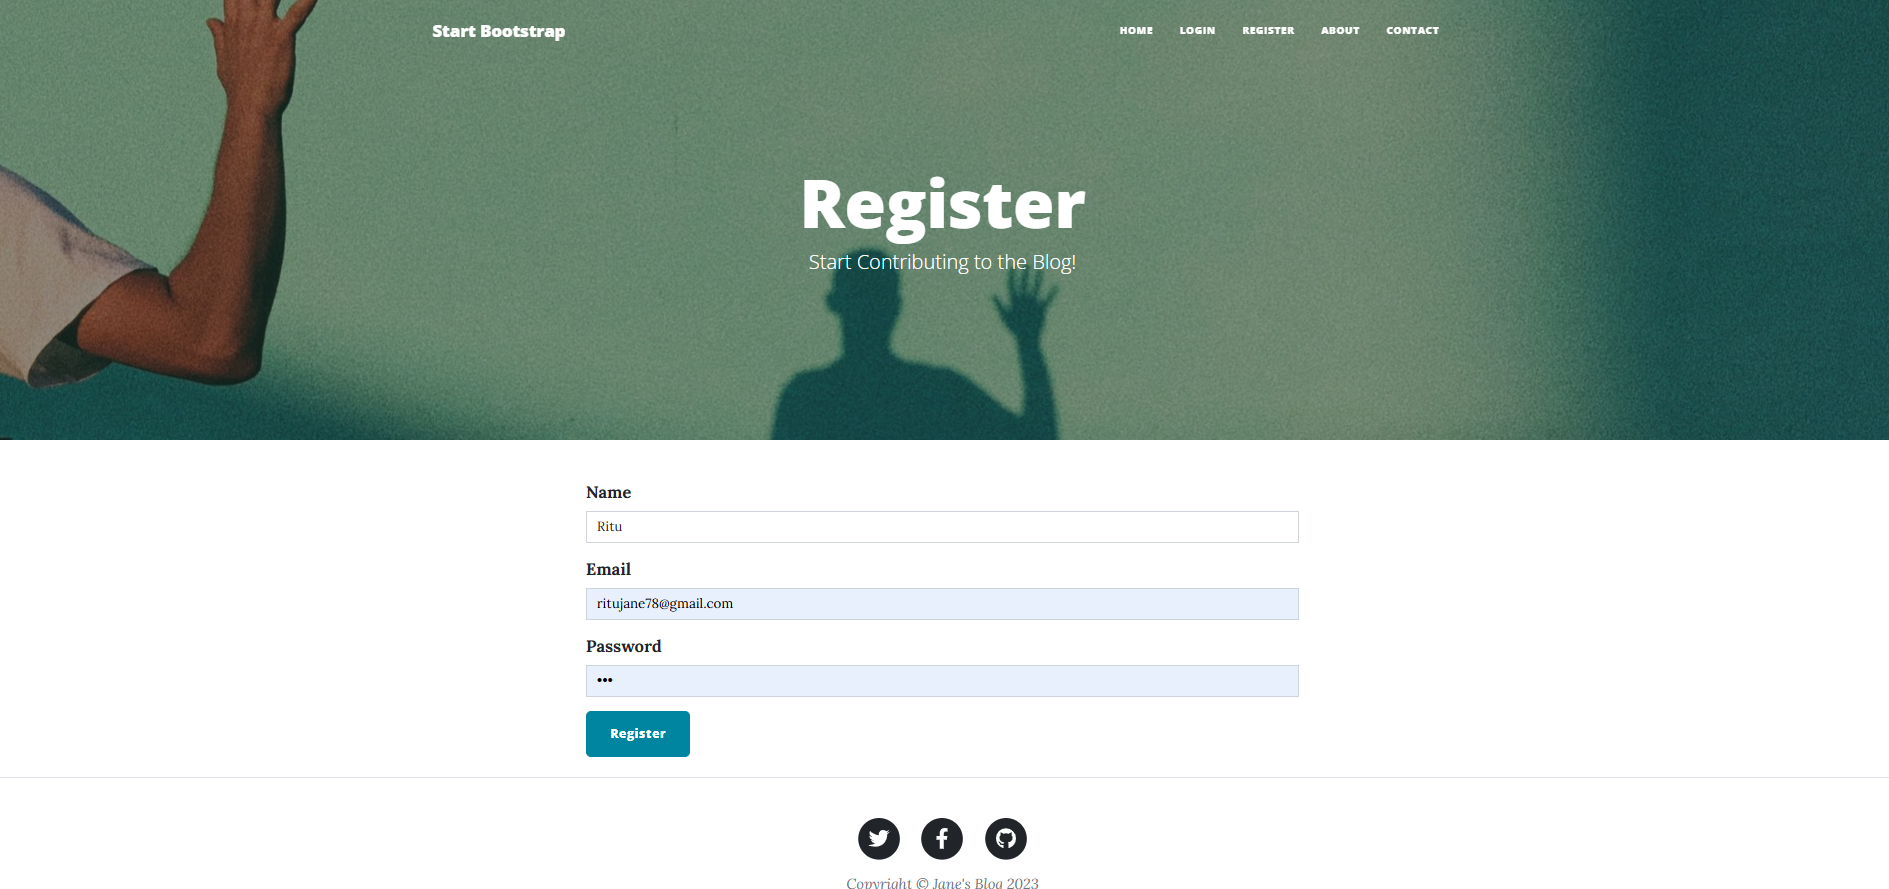 Start Bootstrap
HOME LOGIN REGISTER ABOUT CONTACT
Register
Start Contributing to the Blog!
Name
Ritu
Email
ritujane78@gmail.com
Password
•••
Register
Copyright © Jane's Blog 2023